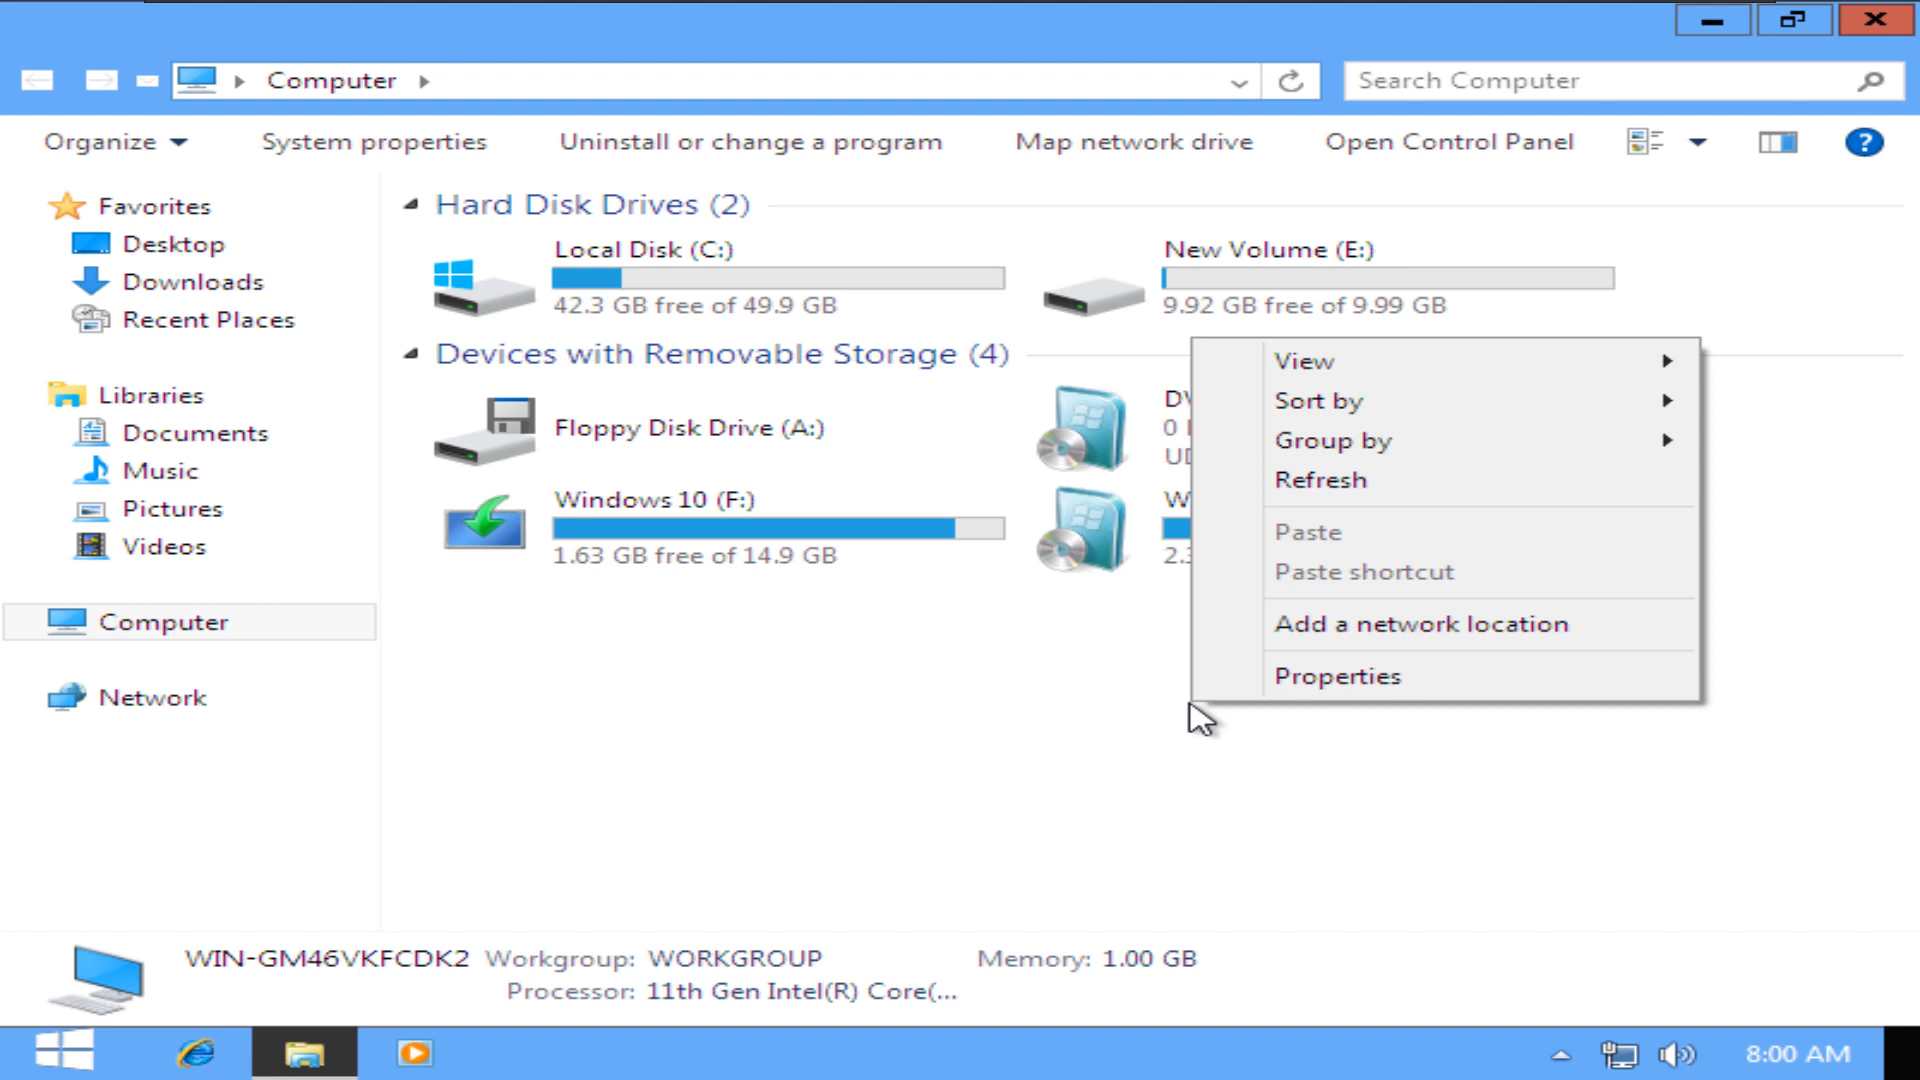 Computer
Search Computer
Organize
System properties
Uninstall or change a program
Map network drive
Open Control Panel
Favorites
Desktop
Downloads
Recent Places
Libraries
Documents
Music
Pictures
Videos
Computer
Network
Hard Disk Drives (2)
Local Disk (C:)
42.3 GB free of 49.9 GB
New Volume (E:)
9.92 GB free of 9.99 GB
Devices with Removable Storage (4)
Floppy Disk Drive (A:)
Windows 10 (F:)
1.63 GB free of 14.9 GB
View
Sort by
Group by
Refresh
Paste
Paste shortcut
Add a network location
Properties
WIN-GM46VKFCDK2 Workgroup: WORKGROUP Memory: 1.00 GB
Processor: 11th Gen Intel(R) Core(...
8:00 AM